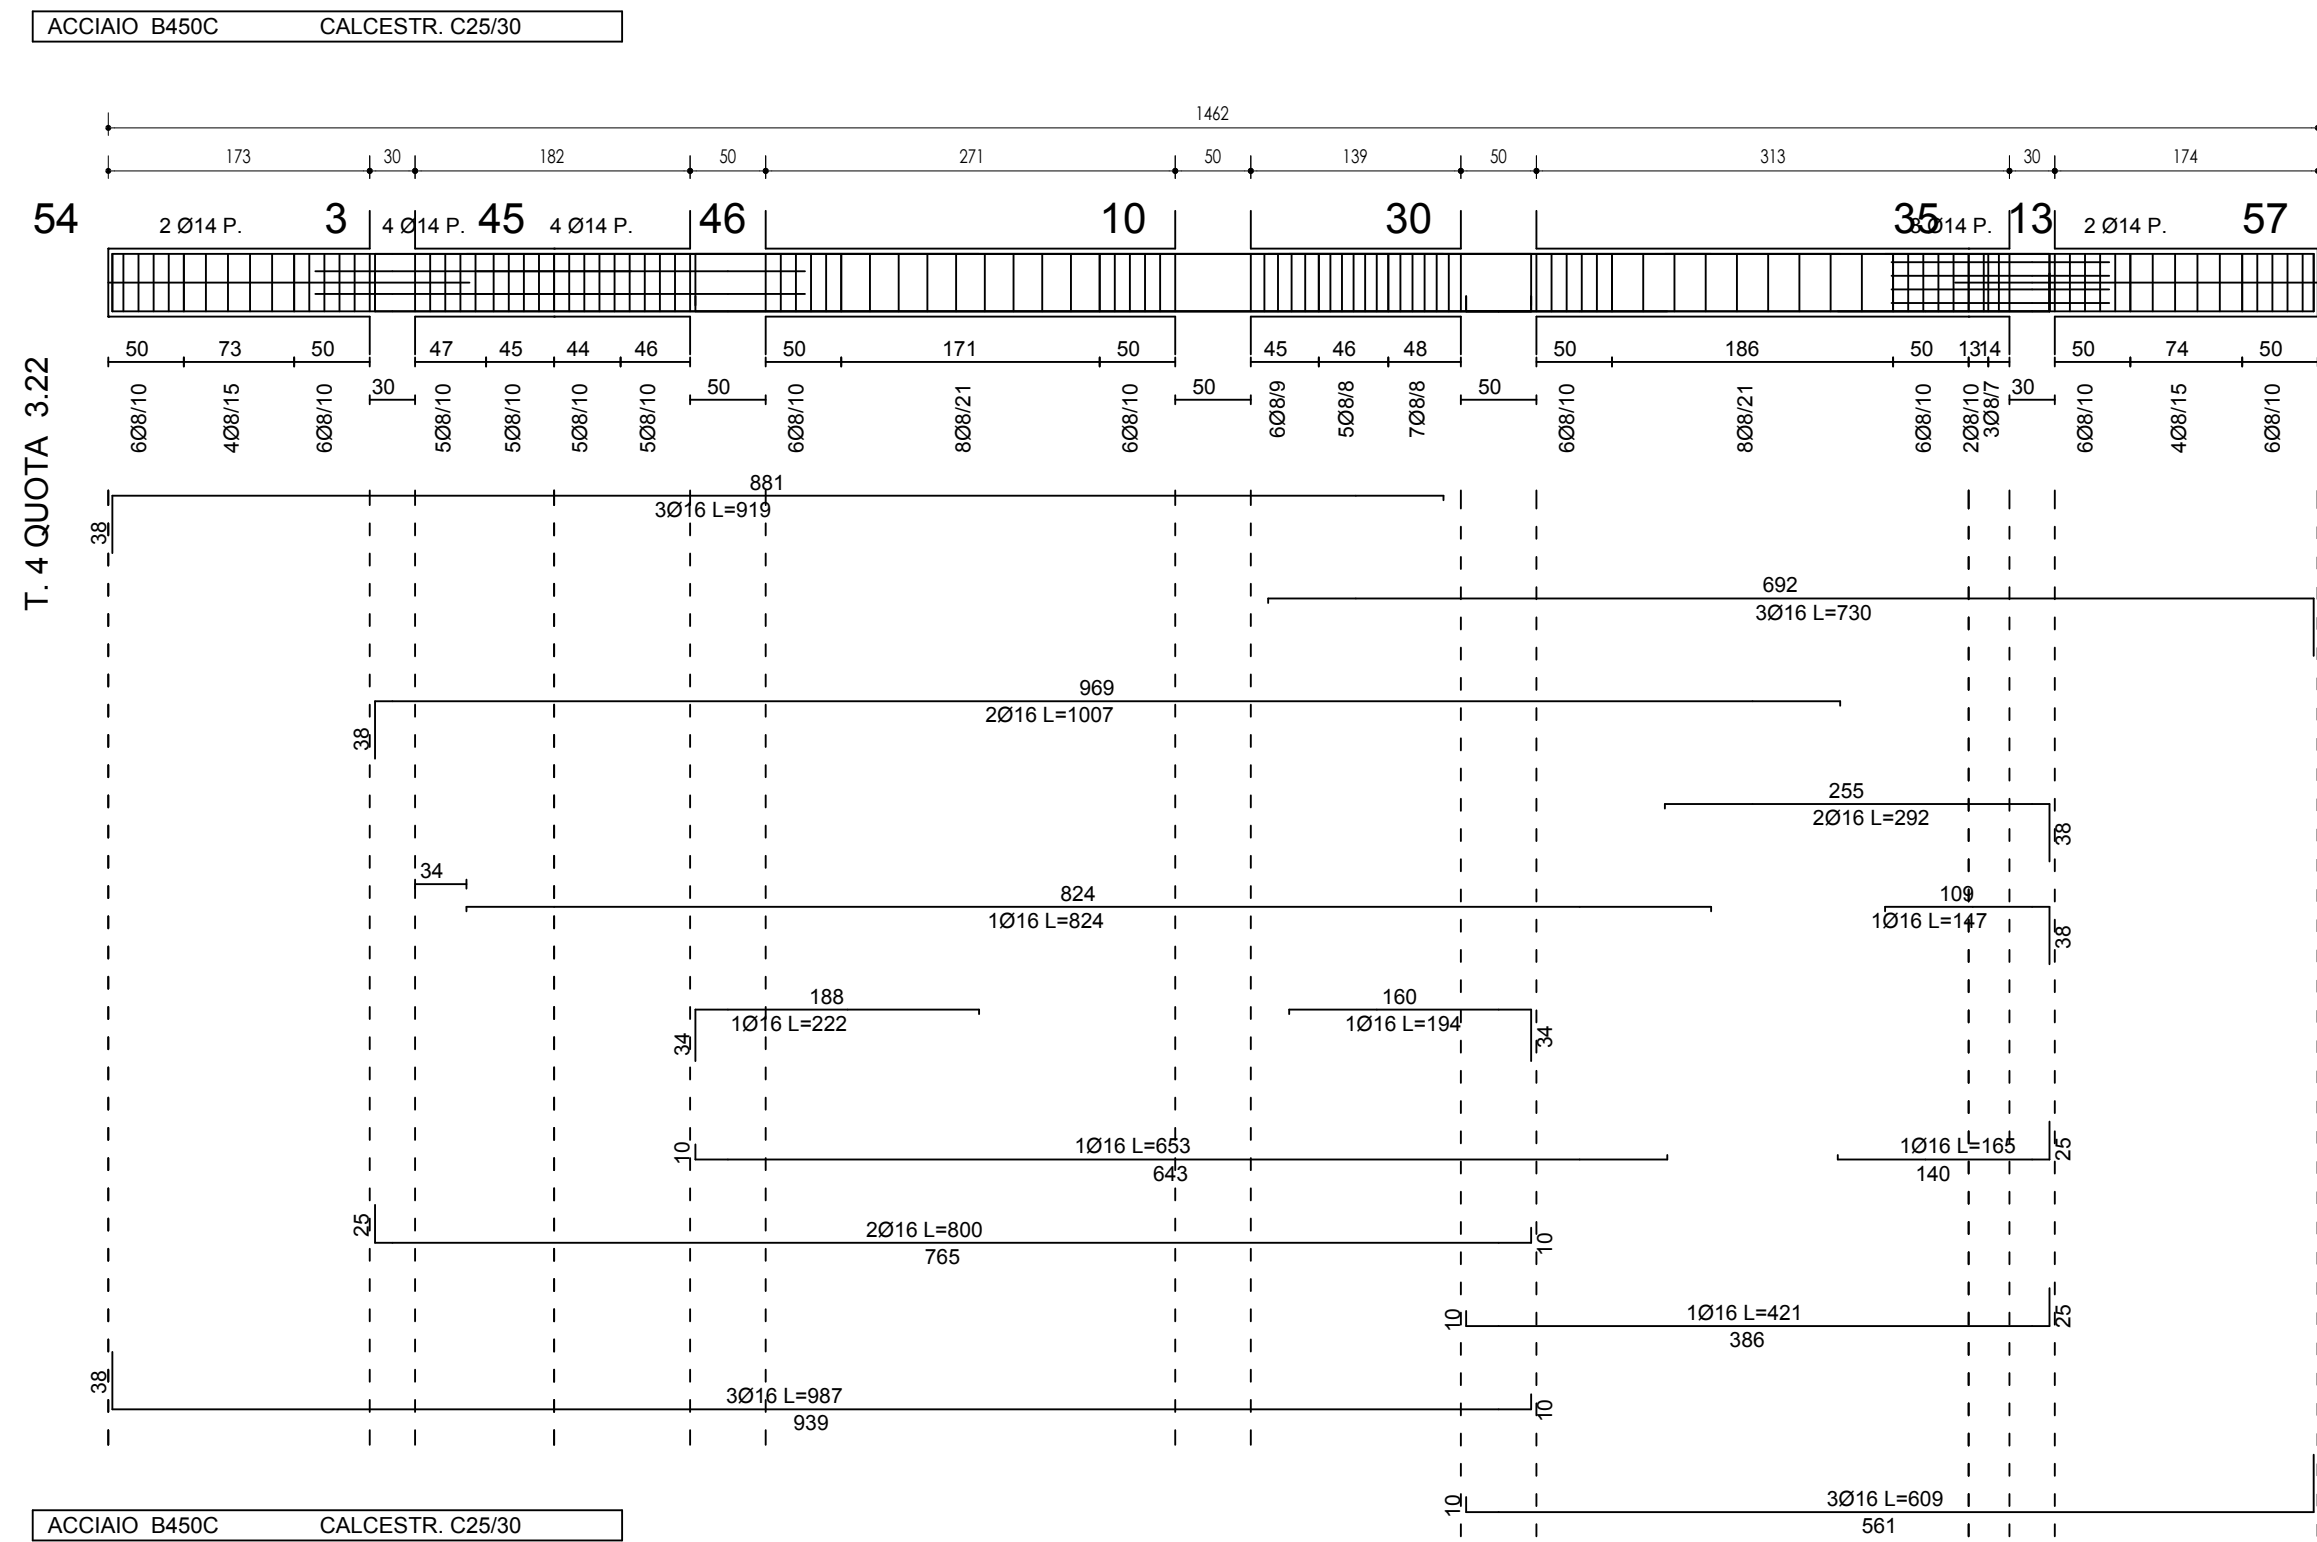 ACCIAIO B450C CALCESTR. C25/30
1462
173 30 182 50 271 50 139 50 313 30 174
54 3 45 46 10 30 35 13 57
2 Ø14 P. 4 Ø14 P. 4 Ø14 P. 8 Ø14 P. 2 Ø14 P.
50 73 50 47 45 44 46 50 171 50 45 46 48 50 186 50 13 14 50 74 50
30 50 50 50 30
6Ø8/10 4Ø8/15 6Ø8/10 5Ø8/10 5Ø8/10 5Ø8/10 5Ø8/10 6Ø8/10 8Ø8/21 6Ø8/10 6Ø8/9 5Ø8/8 7Ø8/8 6Ø8/10 8Ø8/21 6Ø8/10 2Ø8/10 3Ø8/7 6Ø8/10 4Ø8/15 6Ø8/10
T. 4 QUOTA 3.22
881
3Ø16 L=919
38
692
3Ø16 L=730
969
2Ø16 L=1007
38
255
2Ø16 L=292
38
34
824
1Ø16 L=824
109
1Ø16 L=147
38
188
1Ø16 L=222
34
160
1Ø16 L=194
34
10
1Ø16 L=653
643
1Ø16 L=165
140
25
25
2Ø16 L=800
765
10
10
1Ø16 L=421
386
25
38
3Ø16 L=987
939
10
10
3Ø16 L=609
561
ACCIAIO B450C CALCESTR. C25/30